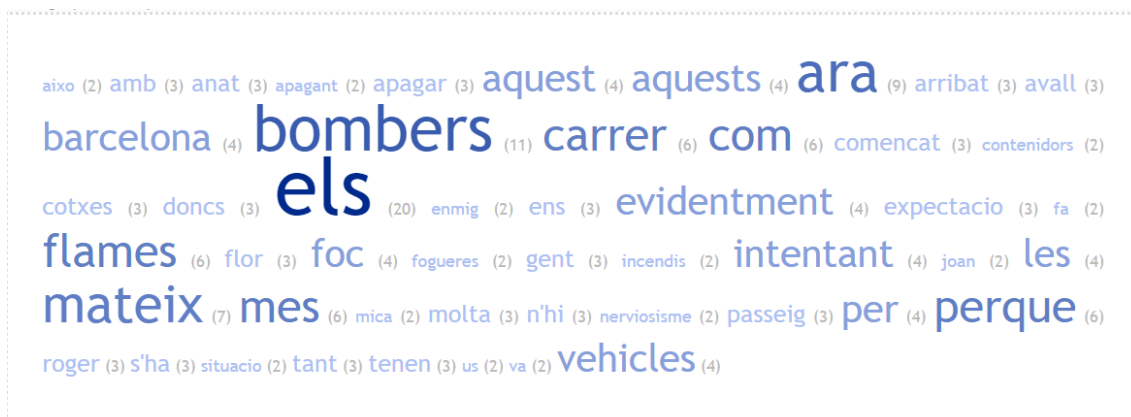 aixo (2) amb (3) anat (3) apagant (2) apagar (3) aquest (4) aquests (4) ara (9) arribat (3) avall (3)
barcelona (4) bombers (11) carrer (6) com (6) comencat (3) contenidors (2)
cotxes (3) doncs (3) els (20) enmig (2) ens (3) evidentment (4) expectacio (3) fa (2)
flames (6) flor (3) foc (4) fogueres (2) gent (3) incendis (2) intentant (4) joan (2) les (4)
mateix (7) mes (6) mica (2) molta (3) n'hi (3) nerviosisme (2) passeig (3) per (4) perque (6)
roger (3) s'ha (3) situacio (2) tant (3) tenen (3) us (2) va (2) vehicles (4)